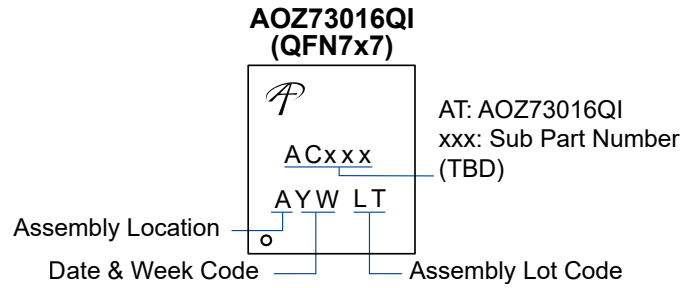 AOZ73016QI
(QFN7x7)
ACxxx
AT: AOZ73016QI
xxx: Sub Part Number
(TBD)
AYW LT
Assembly Location
Date & Week Code
Assembly Lot Code